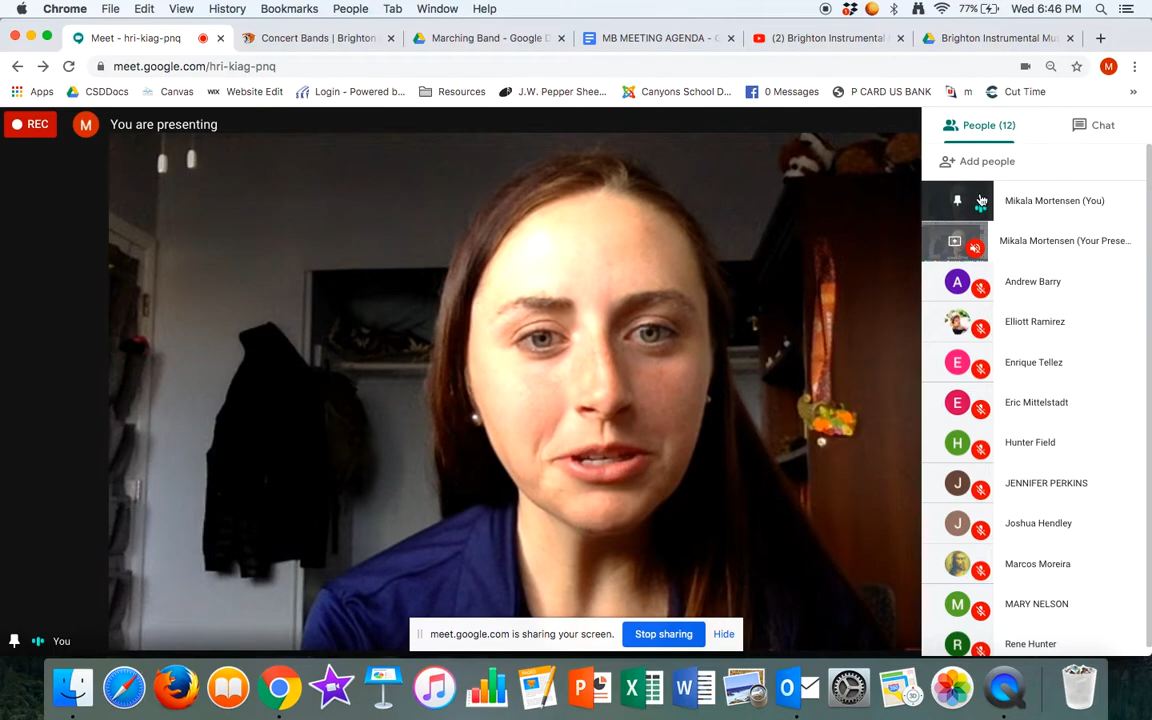 Chrome File Edit View History Bookmarks People Tab Window Help 77% Wed 6:46 PM
Meet - hri-kiag-pnq Concert Bands | Brighton Marching Band - Google D MB MEETING AGENDA - (2) Brighton Instrumental Brighton Instrumental Mu
meet.google.com/hri-kiag-pnq M
Apps CSDDocs Canvas WIX Website Edit Login - Powered b... Resources J.W. Pepper Shee... Canyons School D... 0 Messages P CARD US BANK m Cut Time »
REC M You are presenting
People (12) Chat
Add people
Mikala Mortensen (You)
Mikala Mortensen (Your Prese...
A Andrew Barry
Elliott Ramirez
E Enrique Tellez
E Eric Mittelstadt
H Hunter Field
J JENNIFER PERKINS
J Joshua Hendley
Marcos Moreira
M MARY NELSON
R Rene Hunter
You
meet.google.com is sharing your screen. Stop sharing Hide